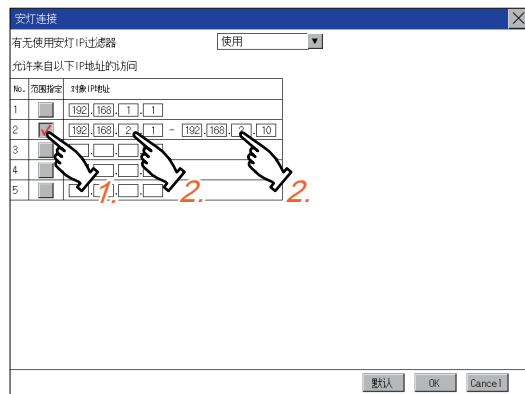 安灯连接
有无使用安灯IP过滤器 使用
允许来自以下IP地址的访问
No. 范围指定 对象IP地址
1 192.168.1.1
2 192.168.2.1 - 192.168.2.10
3
4
5
1. 2. 2.
默认 OK Cancel